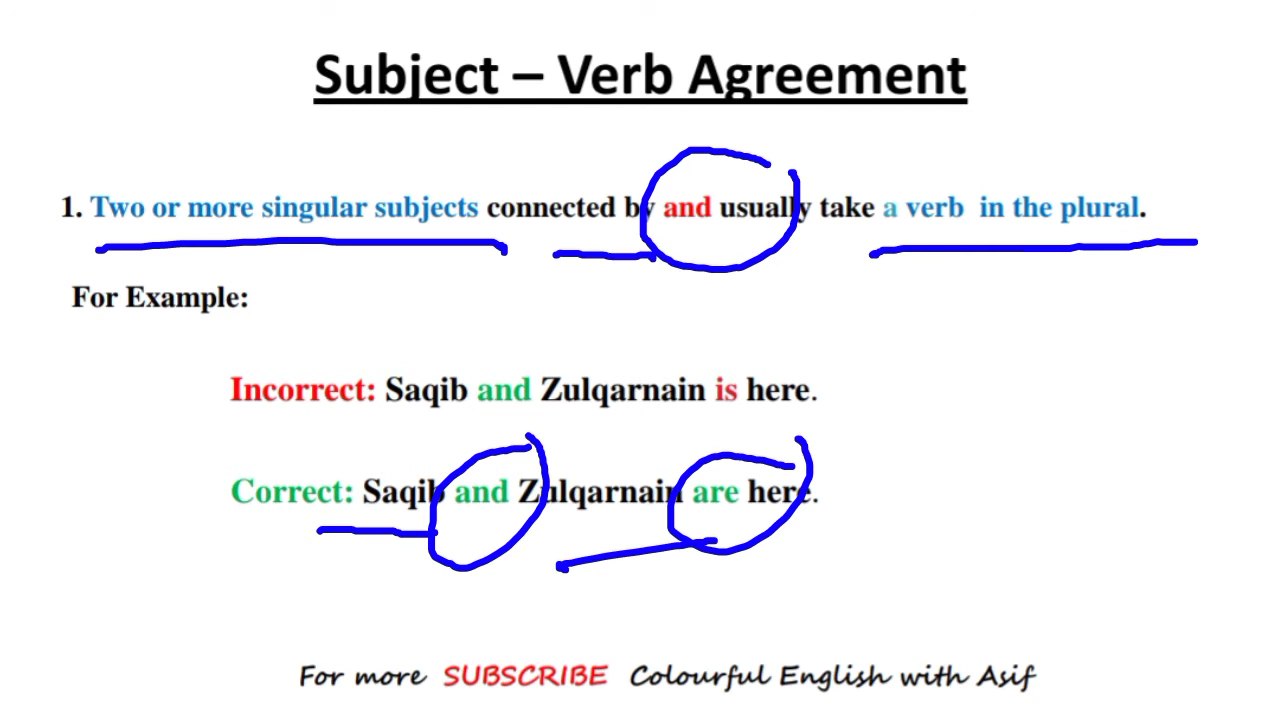 Subject – Verb Agreement
1. Two or more singular subjects connected by and usually take a verb in the plural.
For Example:
Incorrect: Saqib and Zulqarnain is here.
Correct: Saqib and Zulqarnain are here.
For more SUBSCRIBE Colourful English with Asif